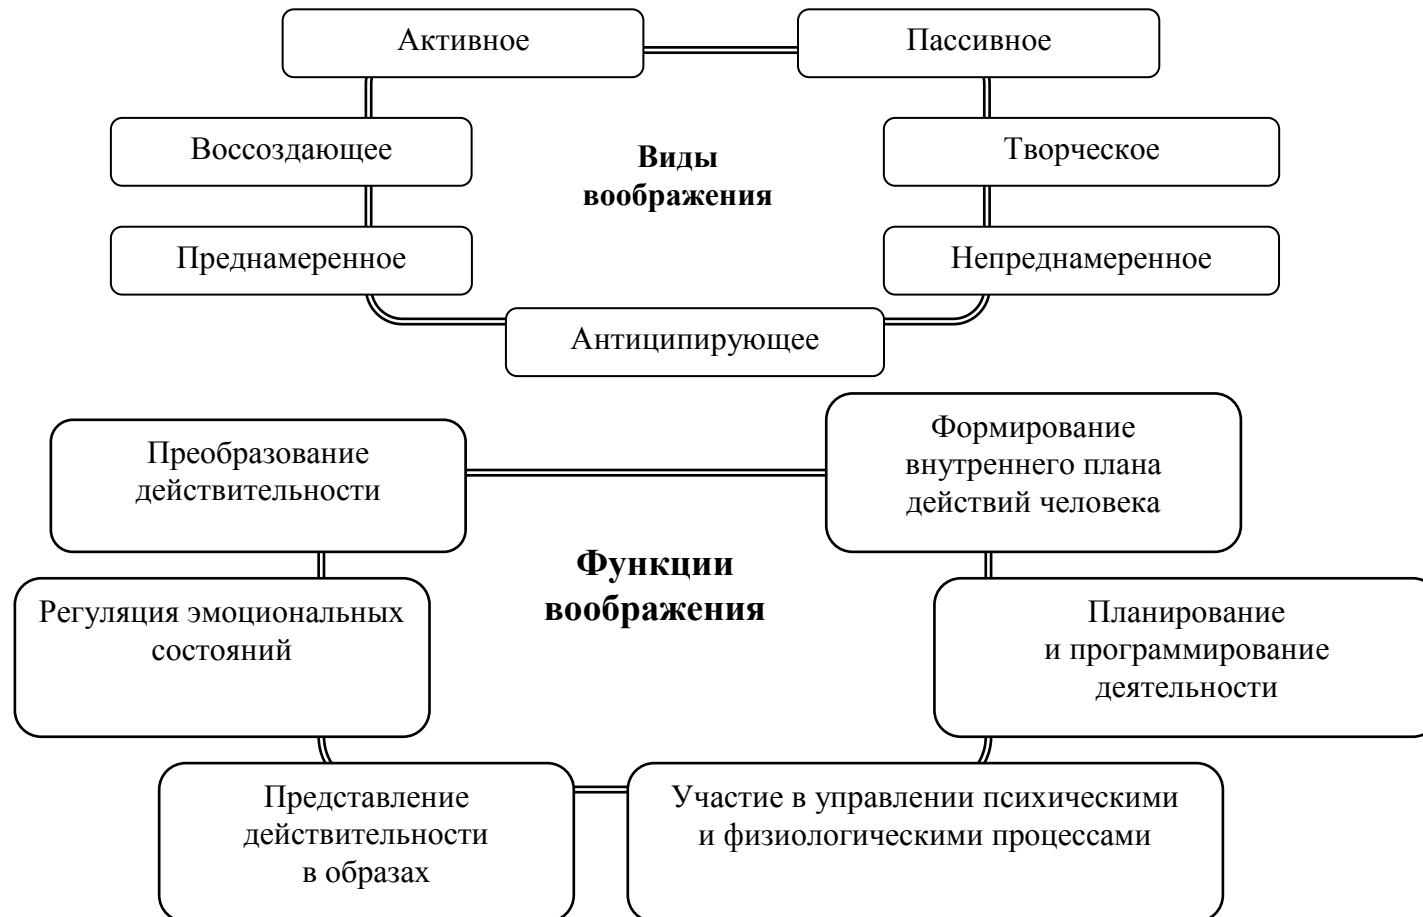 Активное
Пассивное
Воссоздающее
Виды
воображения
Творческое
Преднамеренное
Непреднамеренное
Антиципирующее
Преобразование
действительности
Формирование
внутреннего плана
действий человека
Функции
воображения
Регуляция эмоциональных
состояний
Планирование
и программирование
деятельности
Представление
действительности
в образах
Участие в управлении психическими
и физиологическими процессами